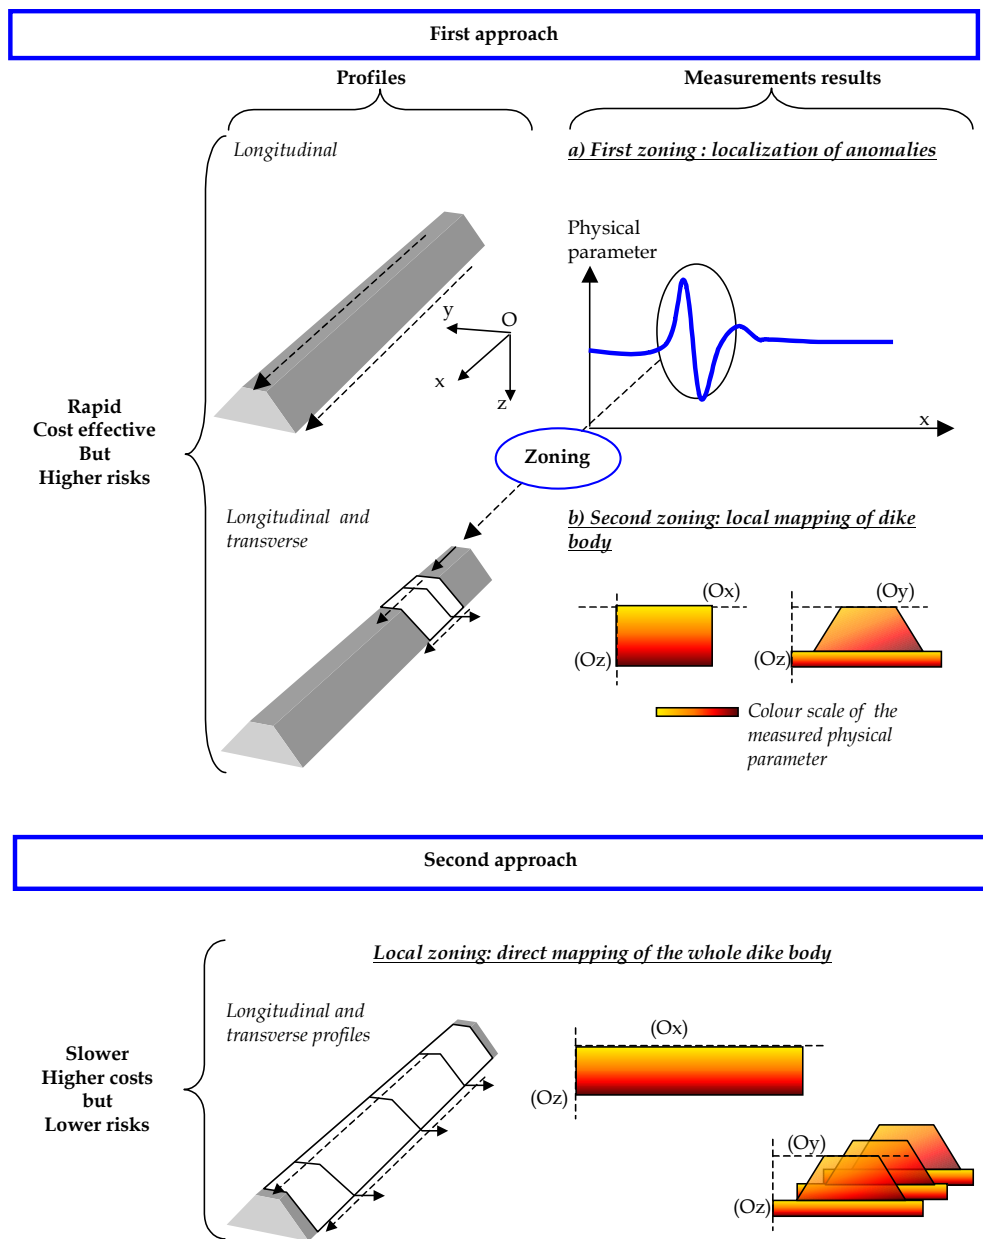 First approach
Profiles
Measurements results
Longitudinal
a) First zoning : localization of anomalies
Physical
parameter
y
O
x
z
x
Rapid
Cost effective
But
Higher risks
Zoning
Longitudinal and
transverse
b) Second zoning: local mapping of dike
body
(Ox)
(Oz)
(Oy)
(Oz)
Colour scale of the
measured physical
parameter
Second approach
Local zoning: direct mapping of the whole dike body
Longitudinal and
transverse profiles
Slower
Higher costs
but
Lower risks
(Ox)
(Oz)
(Oy)
(Oz)